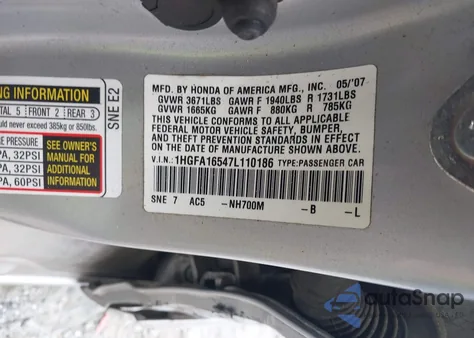 NG INFORMATION
TAL 5 | FRONT 2 | REAR 3
ould never exceed 385kg or 850lbs.
E PRESSURE
PA, 32PSI
PA, 32PSI
PA, 60PSI
SEE OWNER'S
MANUAL FOR
ADDITIONAL
INFORMATION
SNE E2
MFD. BY HONDA OF AMERICA MFG., INC. 05/'07
GVWR 3671LBS GAWR F 1940LBS R 1731LBS
GVWR 1665KG GAWR F 880KG R 785KG
THIS VEHICLE CONFORMS TO ALL APPLICABLE
FEDERAL MOTOR VEHICLE SAFETY, BUMPER,
AND THEFT PREVENTION STANDARDS IN EFFECT
ON THE DATE OF MANUFACTURE SHOWN ABOVE.
V.I.N.: 1HGFA16547L110186 TYPE:PASSENGER CAR
SNE 7 AC5 -NH700M -B -L
autoSnap